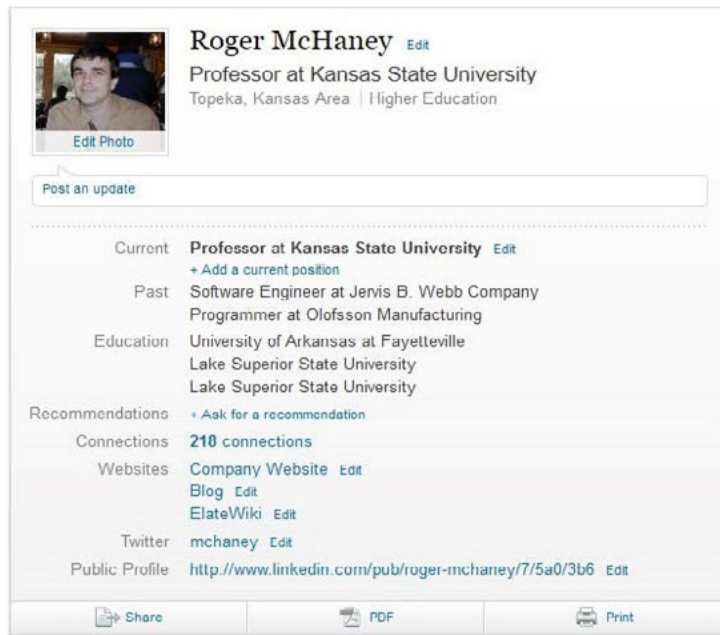 Roger McHaney Edit
Professor at Kansas State University
Topeka, Kansas Area | Higher Education
Edit Photo
Post an update
Current Professor at Kansas State University Edit
+ Add a current position
Past Software Engineer at Jervis B. Webb Company
Programmer at Olofsson Manufacturing
Education University of Arkansas at Fayetteville
Lake Superior State University
Lake Superior State University
Recommendations + Ask for a recommendation
Connections 218 connections
Websites Company Website Edit
Blog Edit
ElateWiki Edit
Twitter mchaney Edit
Public Profile http://www.linkedin.com/pub/roger-mchaney/7/5a0/3b6 Edit
Share PDF Print